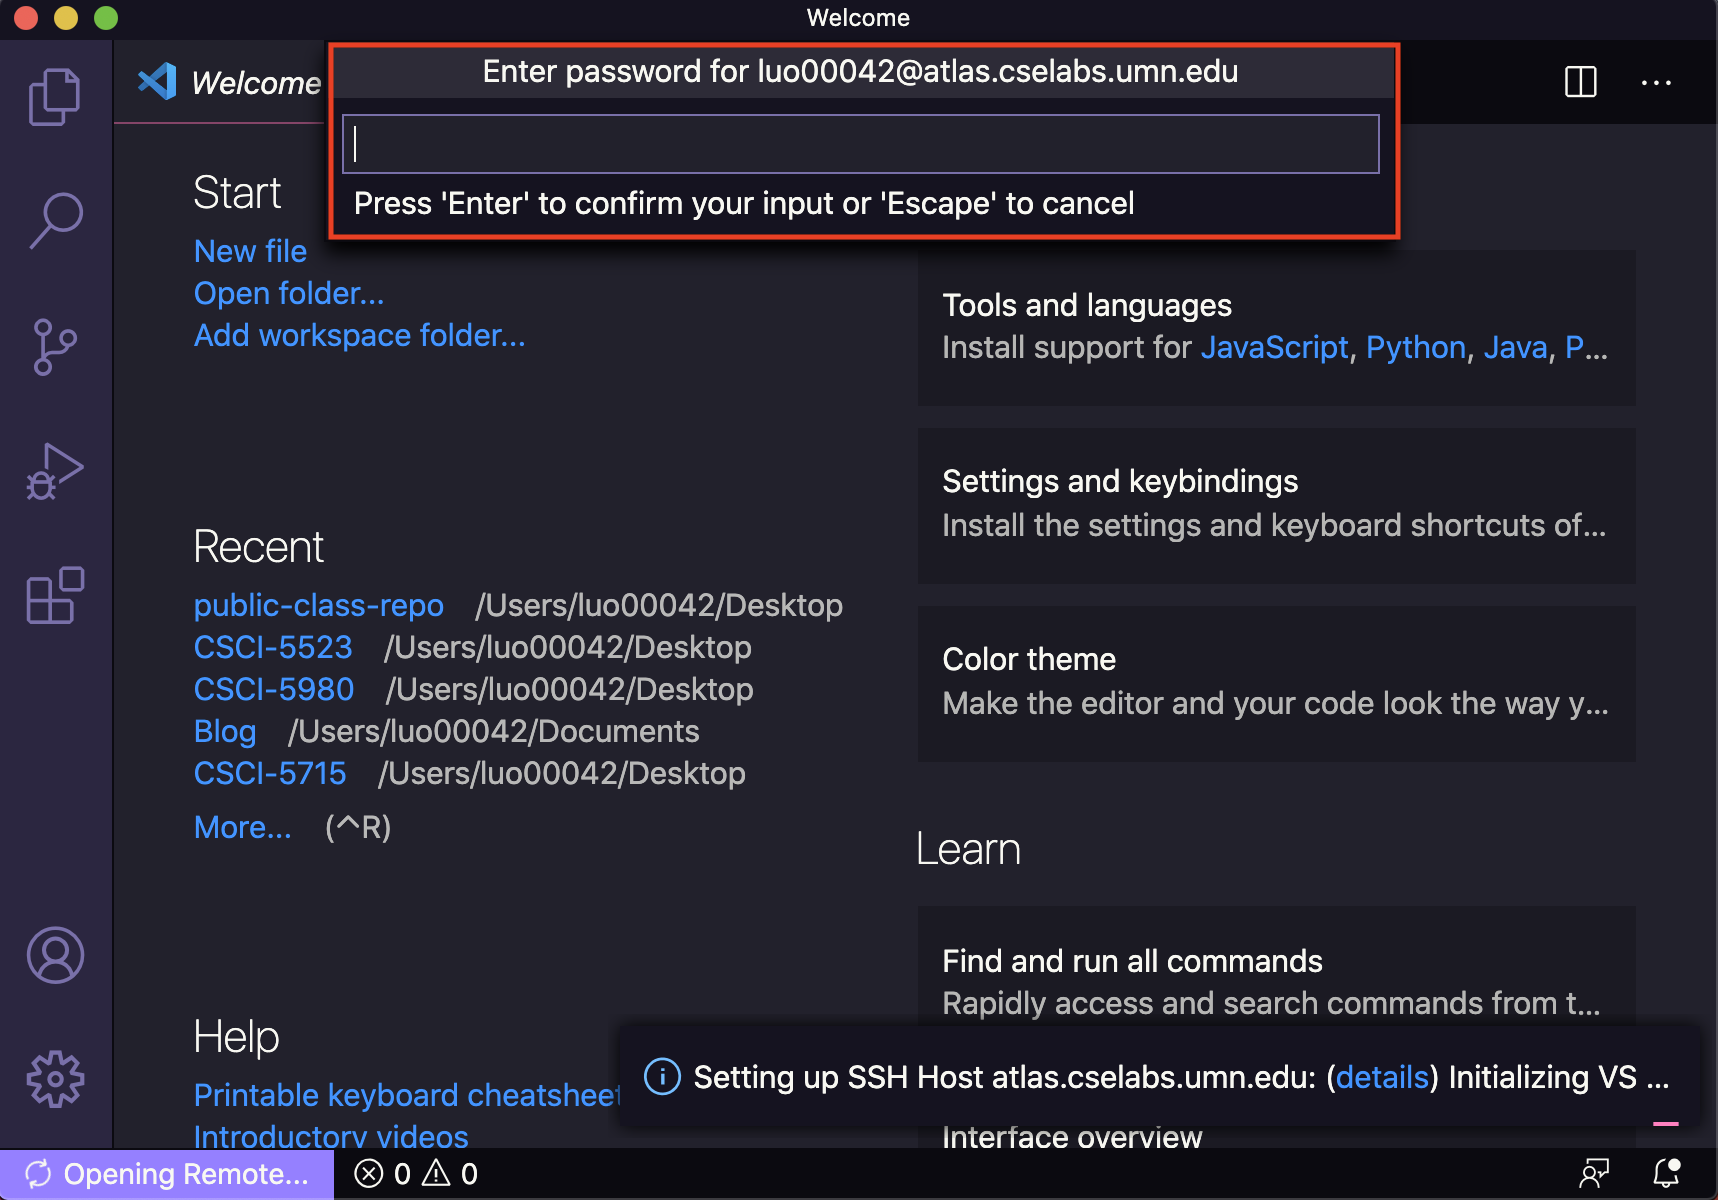 Welcome
Welcome
Enter password for luo00042@atlas.cselabs.umn.edu
Press 'Enter' to confirm your input or 'Escape' to cancel
Start
New file
Open folder...
Add workspace folder...
Recent
public-class-repo /Users/luo00042/Desktop
CSCI-5523 /Users/luo00042/Desktop
CSCI-5980 /Users/luo00042/Desktop
Blog /Users/luo00042/Documents
CSCI-5715 /Users/luo00042/Desktop
More... (^R)
Help
Printable keyboard cheatsheet
Introductory videos
Tools and languages
Install support for JavaScript, Python, Java, P...
Settings and keybindings
Install the settings and keyboard shortcuts of...
Color theme
Make the editor and your code look the way y...
Learn
Find and run all commands
Rapidly access and search commands from t...
Setting up SSH Host atlas.cselabs.umn.edu: (details) Initializing VS ...
Interface overview
Opening Remote... 0 0